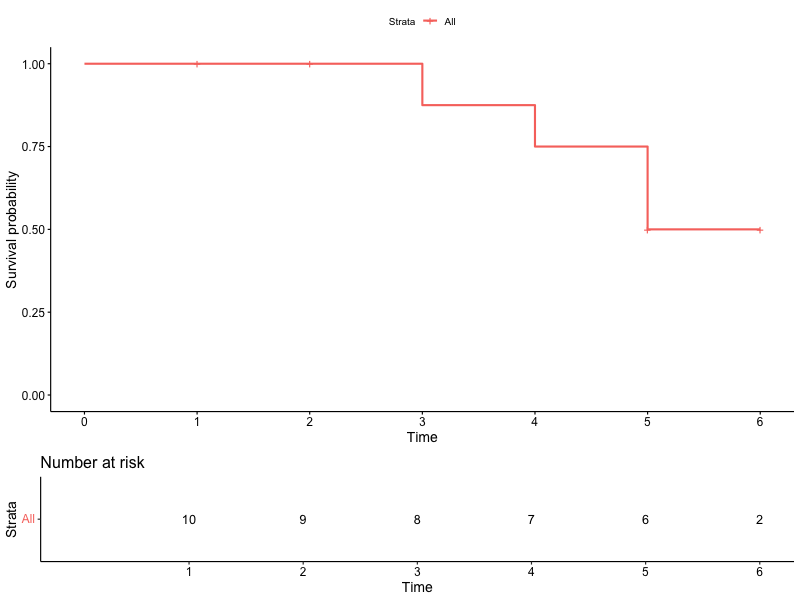 Strata All
1.00
0.75
0.50
0.25
0.00
Survival probability
0 1 2 3 4 5 6
Time
Number at risk
Strata
All
10 9 8 7 6 2
1 2 3 4 5 6
Time